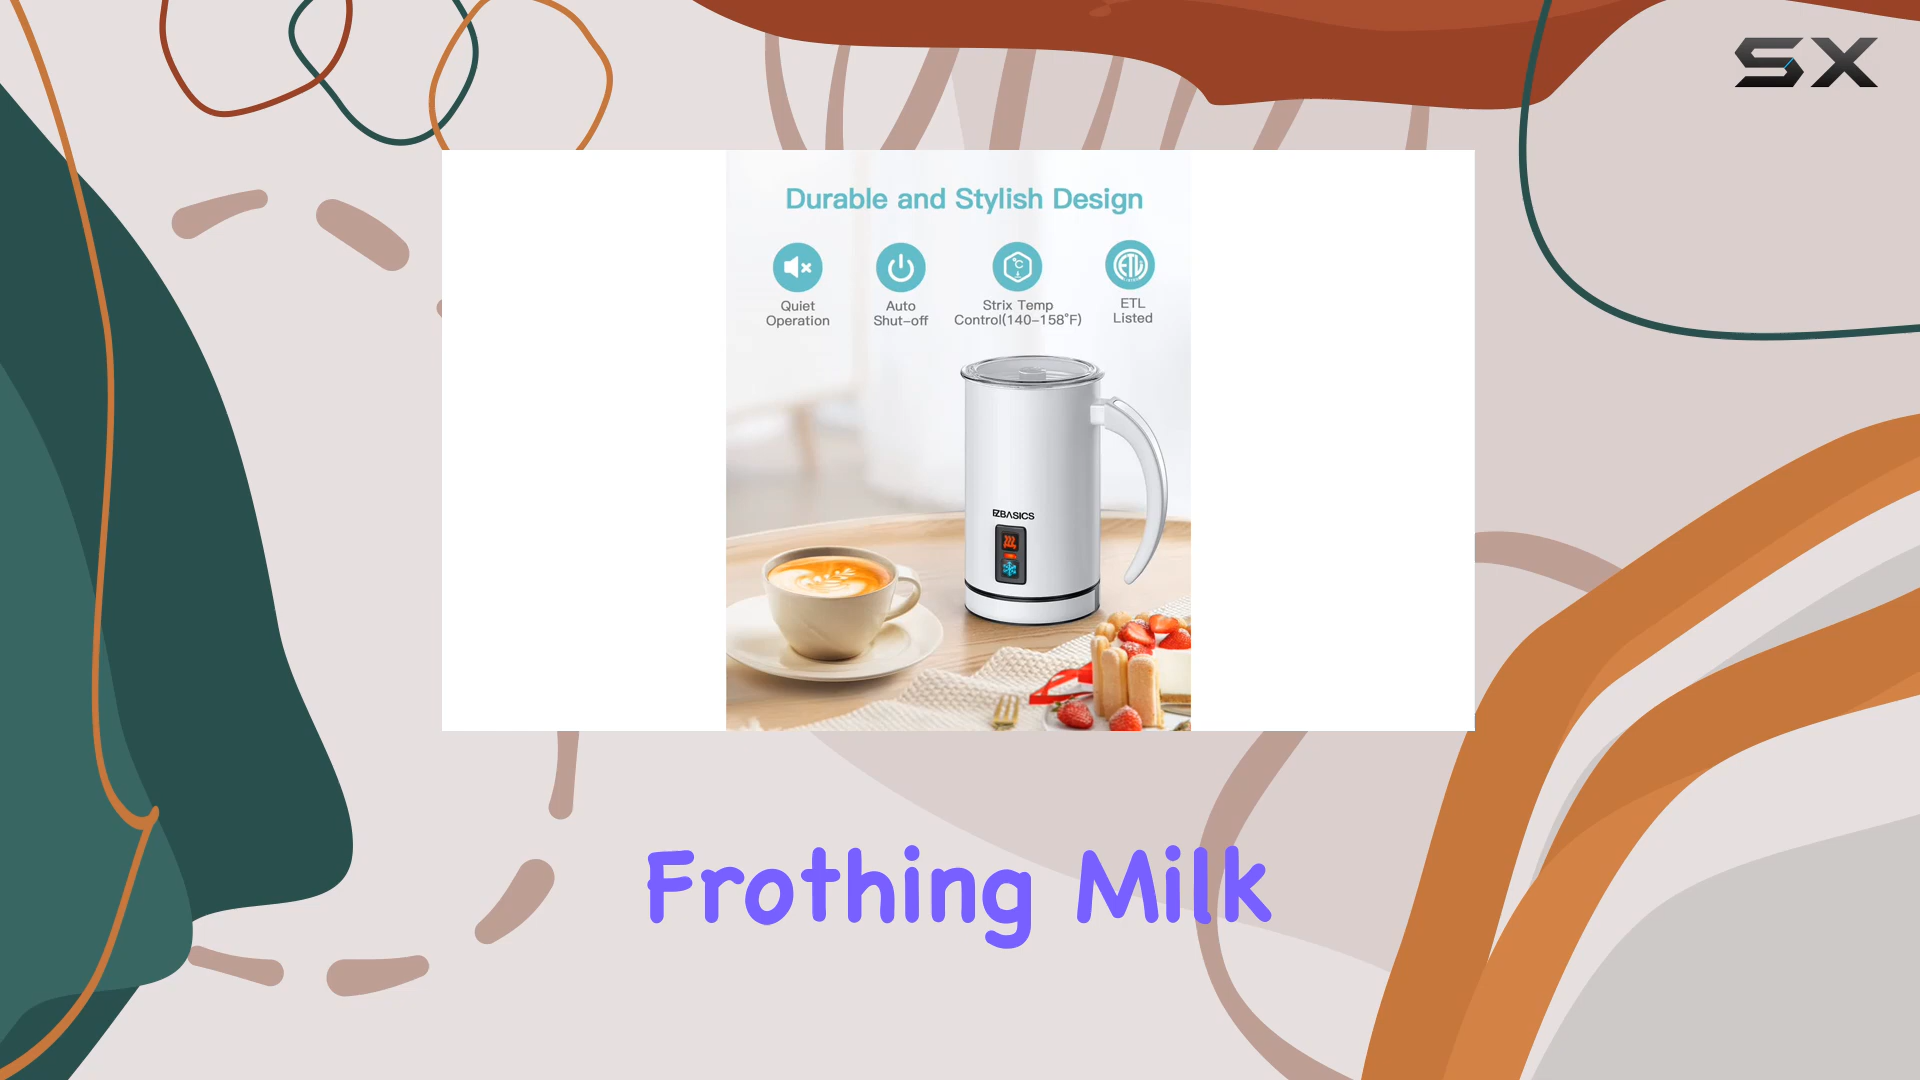 SX
Durable and Stylish Design
Quiet
Operation
Auto
Shut-off
Strix Temp
Control(140-158°F)
ETL
Listed
°C
ETL
EZBASICS
Frothing Milk